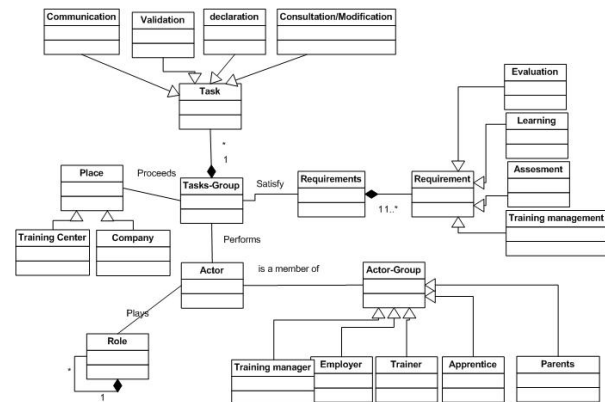 Communication
Validation
declaration
Consultation/Modification
Task
*
1
Evaluation
Learning
Assesment
Training management
Place
Proceeds
Tasks-Group
Satisfy
Requirements
Requirement
1 1..*
Training Center
Company
Performs
Actor
is a member of
Actor-Group
Plays
Role
*
1
Training manager
Employer
Trainer
Apprentice
Parents